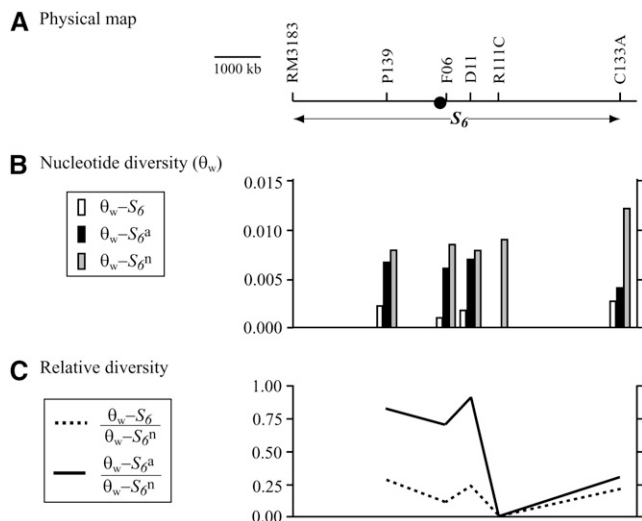 A Physical map
1000 kb
RM3183
P139
F06
D11
R111C
C133A
S6
B Nucleotide diversity (θw)
θw–S6
θw–S6a
θw–S6n
0.015
0.010
0.005
0.000
C Relative diversity
θw–S6
θw–S6n
θw–S6a
θw–S6n
1.00
0.75
0.50
0.25
0.00